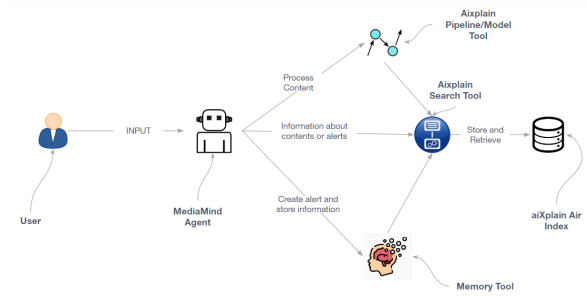 Aixplain
Pipeline/Model
Tool
Process
Content
Aixplain
Search Tool
INPUT
Information about
contents or alerts
Store and
Retrieve
User
MediaMind
Agent
Create alert and
store information
aiXplain Air
Index
Memory Tool